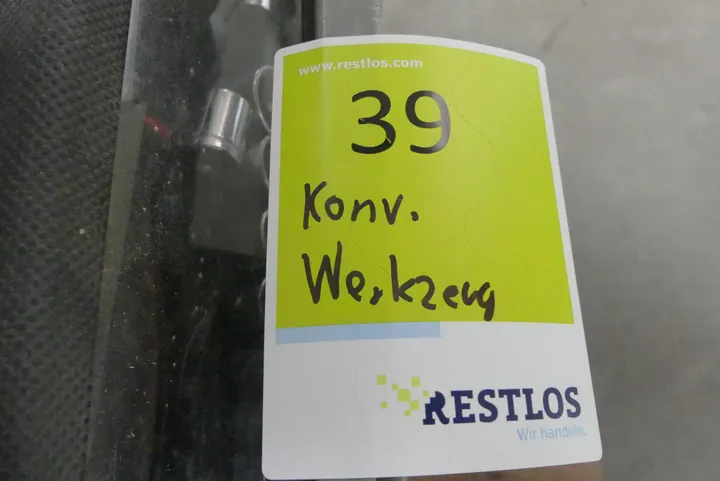 www.restlos.com
39
Konv.
Werkzeug
RESTLOS
Wir handeln.